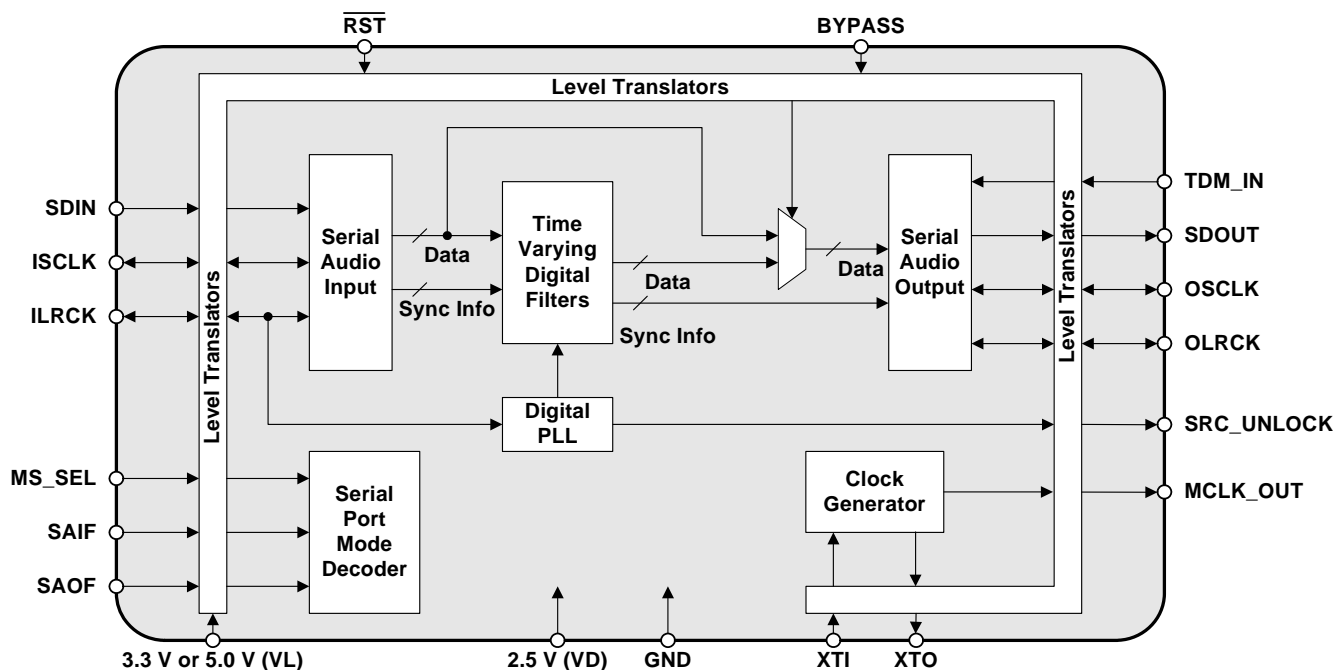 RST
BYPASS
Level Translators
SDIN
ISCLK
ILRCK
MS_SEL
SAIF
SAOF
Level Translators
Serial
Audio
Input
Data
Sync Info
Time
Varying
Digital
Filters
Data
Sync Info
Data
Serial
Audio
Output
Level Translators
TDM_IN
SDOUT
OSCLK
OLRCK
SRC_UNLOCK
MCLK_OUT
Digital
PLL
Serial
Port
Mode
Decoder
Clock
Generator
3.3 V or 5.0 V (VL)
2.5 V (VD)
GND
XTI
XTO